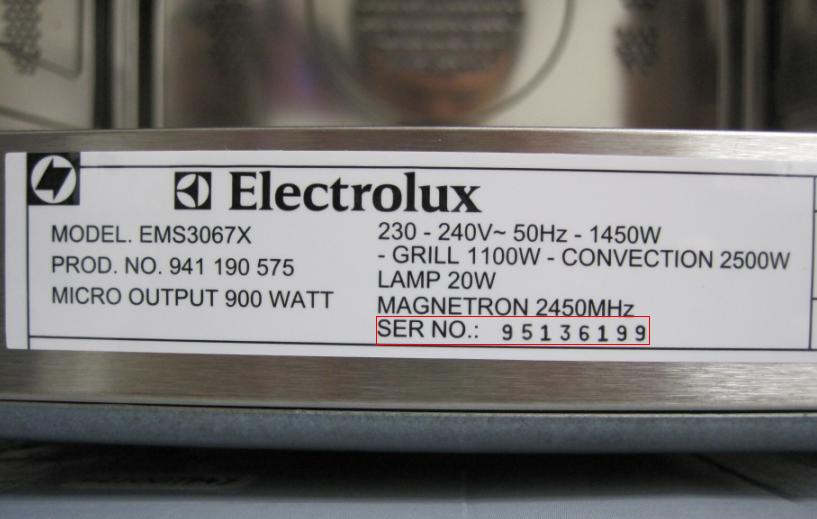 Electrolux
MODEL. EMS3067X
PROD. NO. 941 190 575
MICRO OUTPUT 900 WATT
230 - 240V~ 50Hz - 1450W
- GRILL 1100W - CONVECTION 2500W
LAMP 20W
MAGNETRON 2450MHz
SER NO.: 95136199